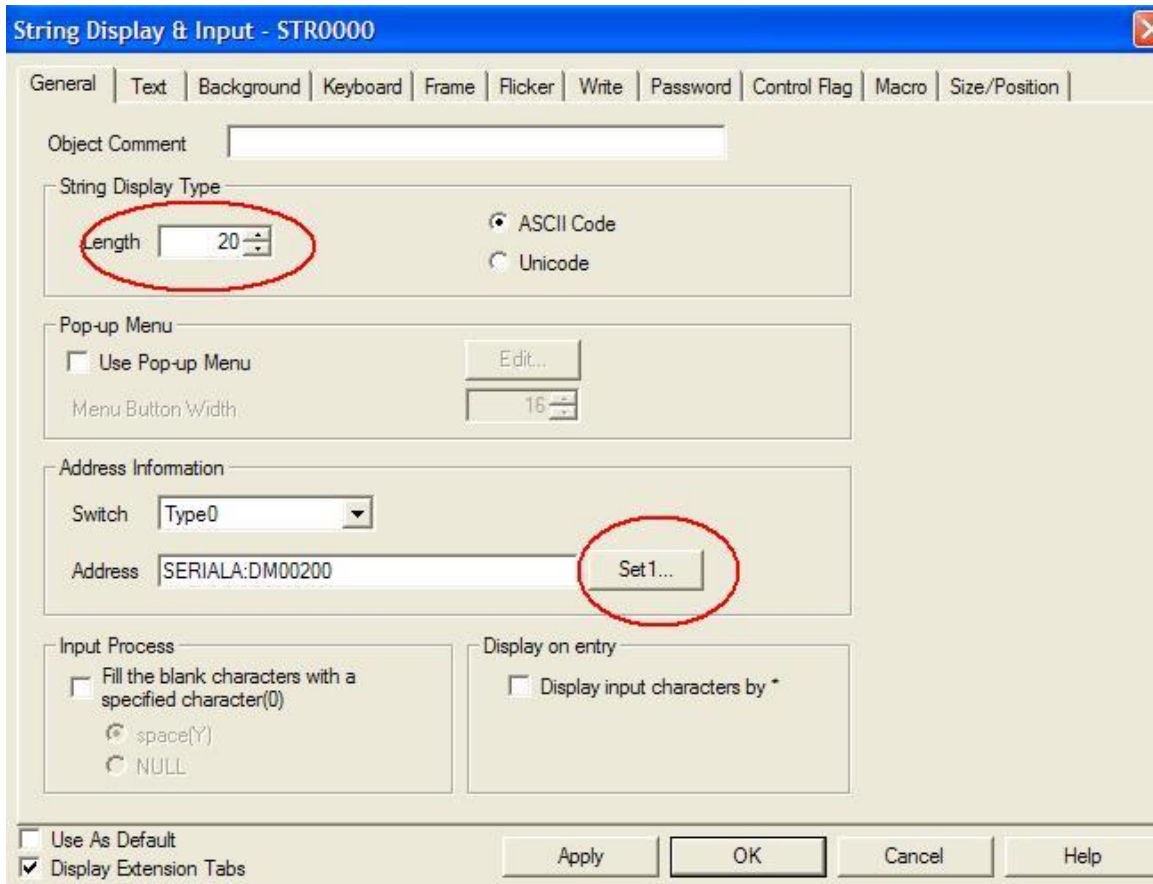 String Display & Input - STR0000
General Text Background Keyboard Frame Flicker Write Password Control Flag Macro Size/Position
Object Comment
String Display Type
Length 20
ASCII Code
Unicode
Pop-up Menu
Use Pop-up Menu Edit...
Menu Button Width 16
Address Information
Switch Type0
Address SERIALA:DM00200 Set1...
Input Process
Fill the blank characters with a
specified character(0)
space(Y)
NULL
Display on entry
Display input characters by *
Use As Default
Display Extension Tabs
Apply OK Cancel Help